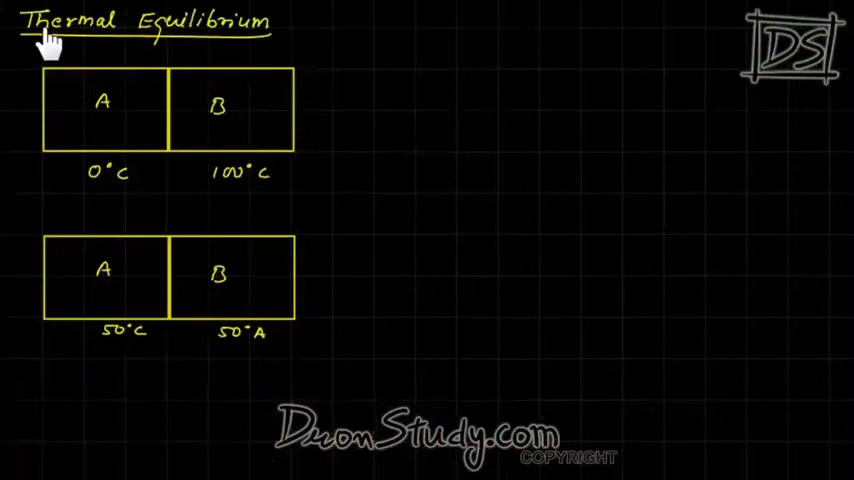 Thermal Equilibrium
DS
A B
0°C 100°C
A B
50°C 50°A
DronStudy.com
COPYRIGHT